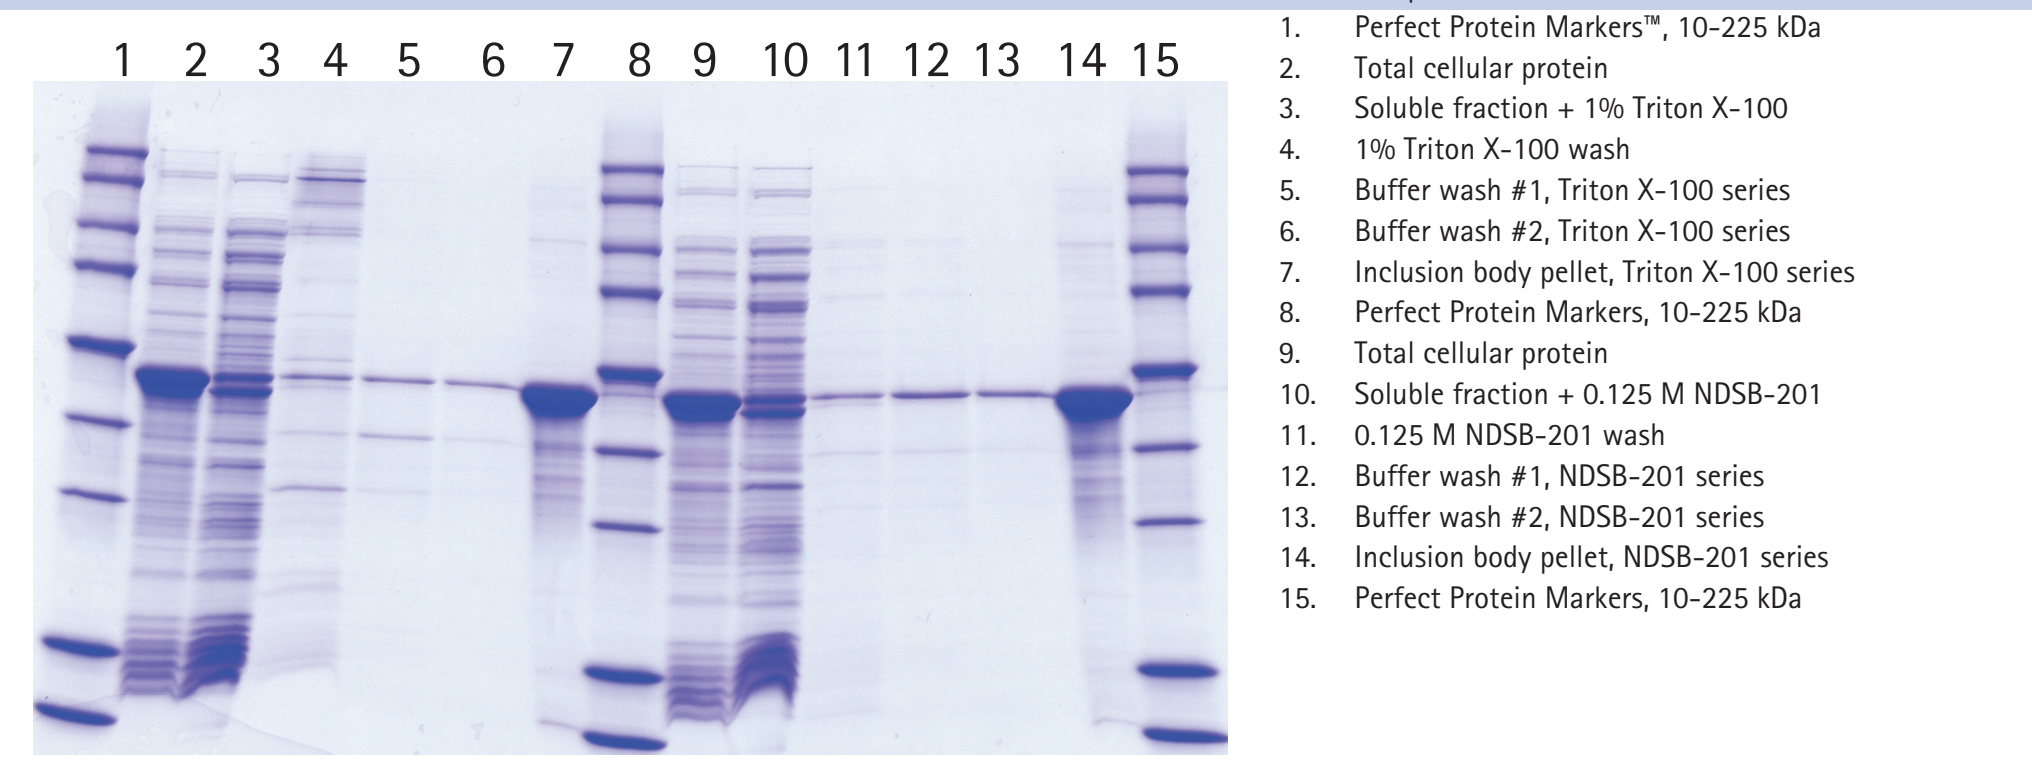 1 2 3 4 5 6 7 8 9 10 11 12 13 14 15
1. Perfect Protein Markers™, 10-225 kDa
2. Total cellular protein
3. Soluble fraction + 1% Triton X-100
4. 1% Triton X-100 wash
5. Buffer wash #1, Triton X-100 series
6. Buffer wash #2, Triton X-100 series
7. Inclusion body pellet, Triton X-100 series
8. Perfect Protein Markers, 10-225 kDa
9. Total cellular protein
10. Soluble fraction + 0.125 M NDSB-201
11. 0.125 M NDSB-201 wash
12. Buffer wash #1, NDSB-201 series
13. Buffer wash #2, NDSB-201 series
14. Inclusion body pellet, NDSB-201 series
15. Perfect Protein Markers, 10-225 kDa